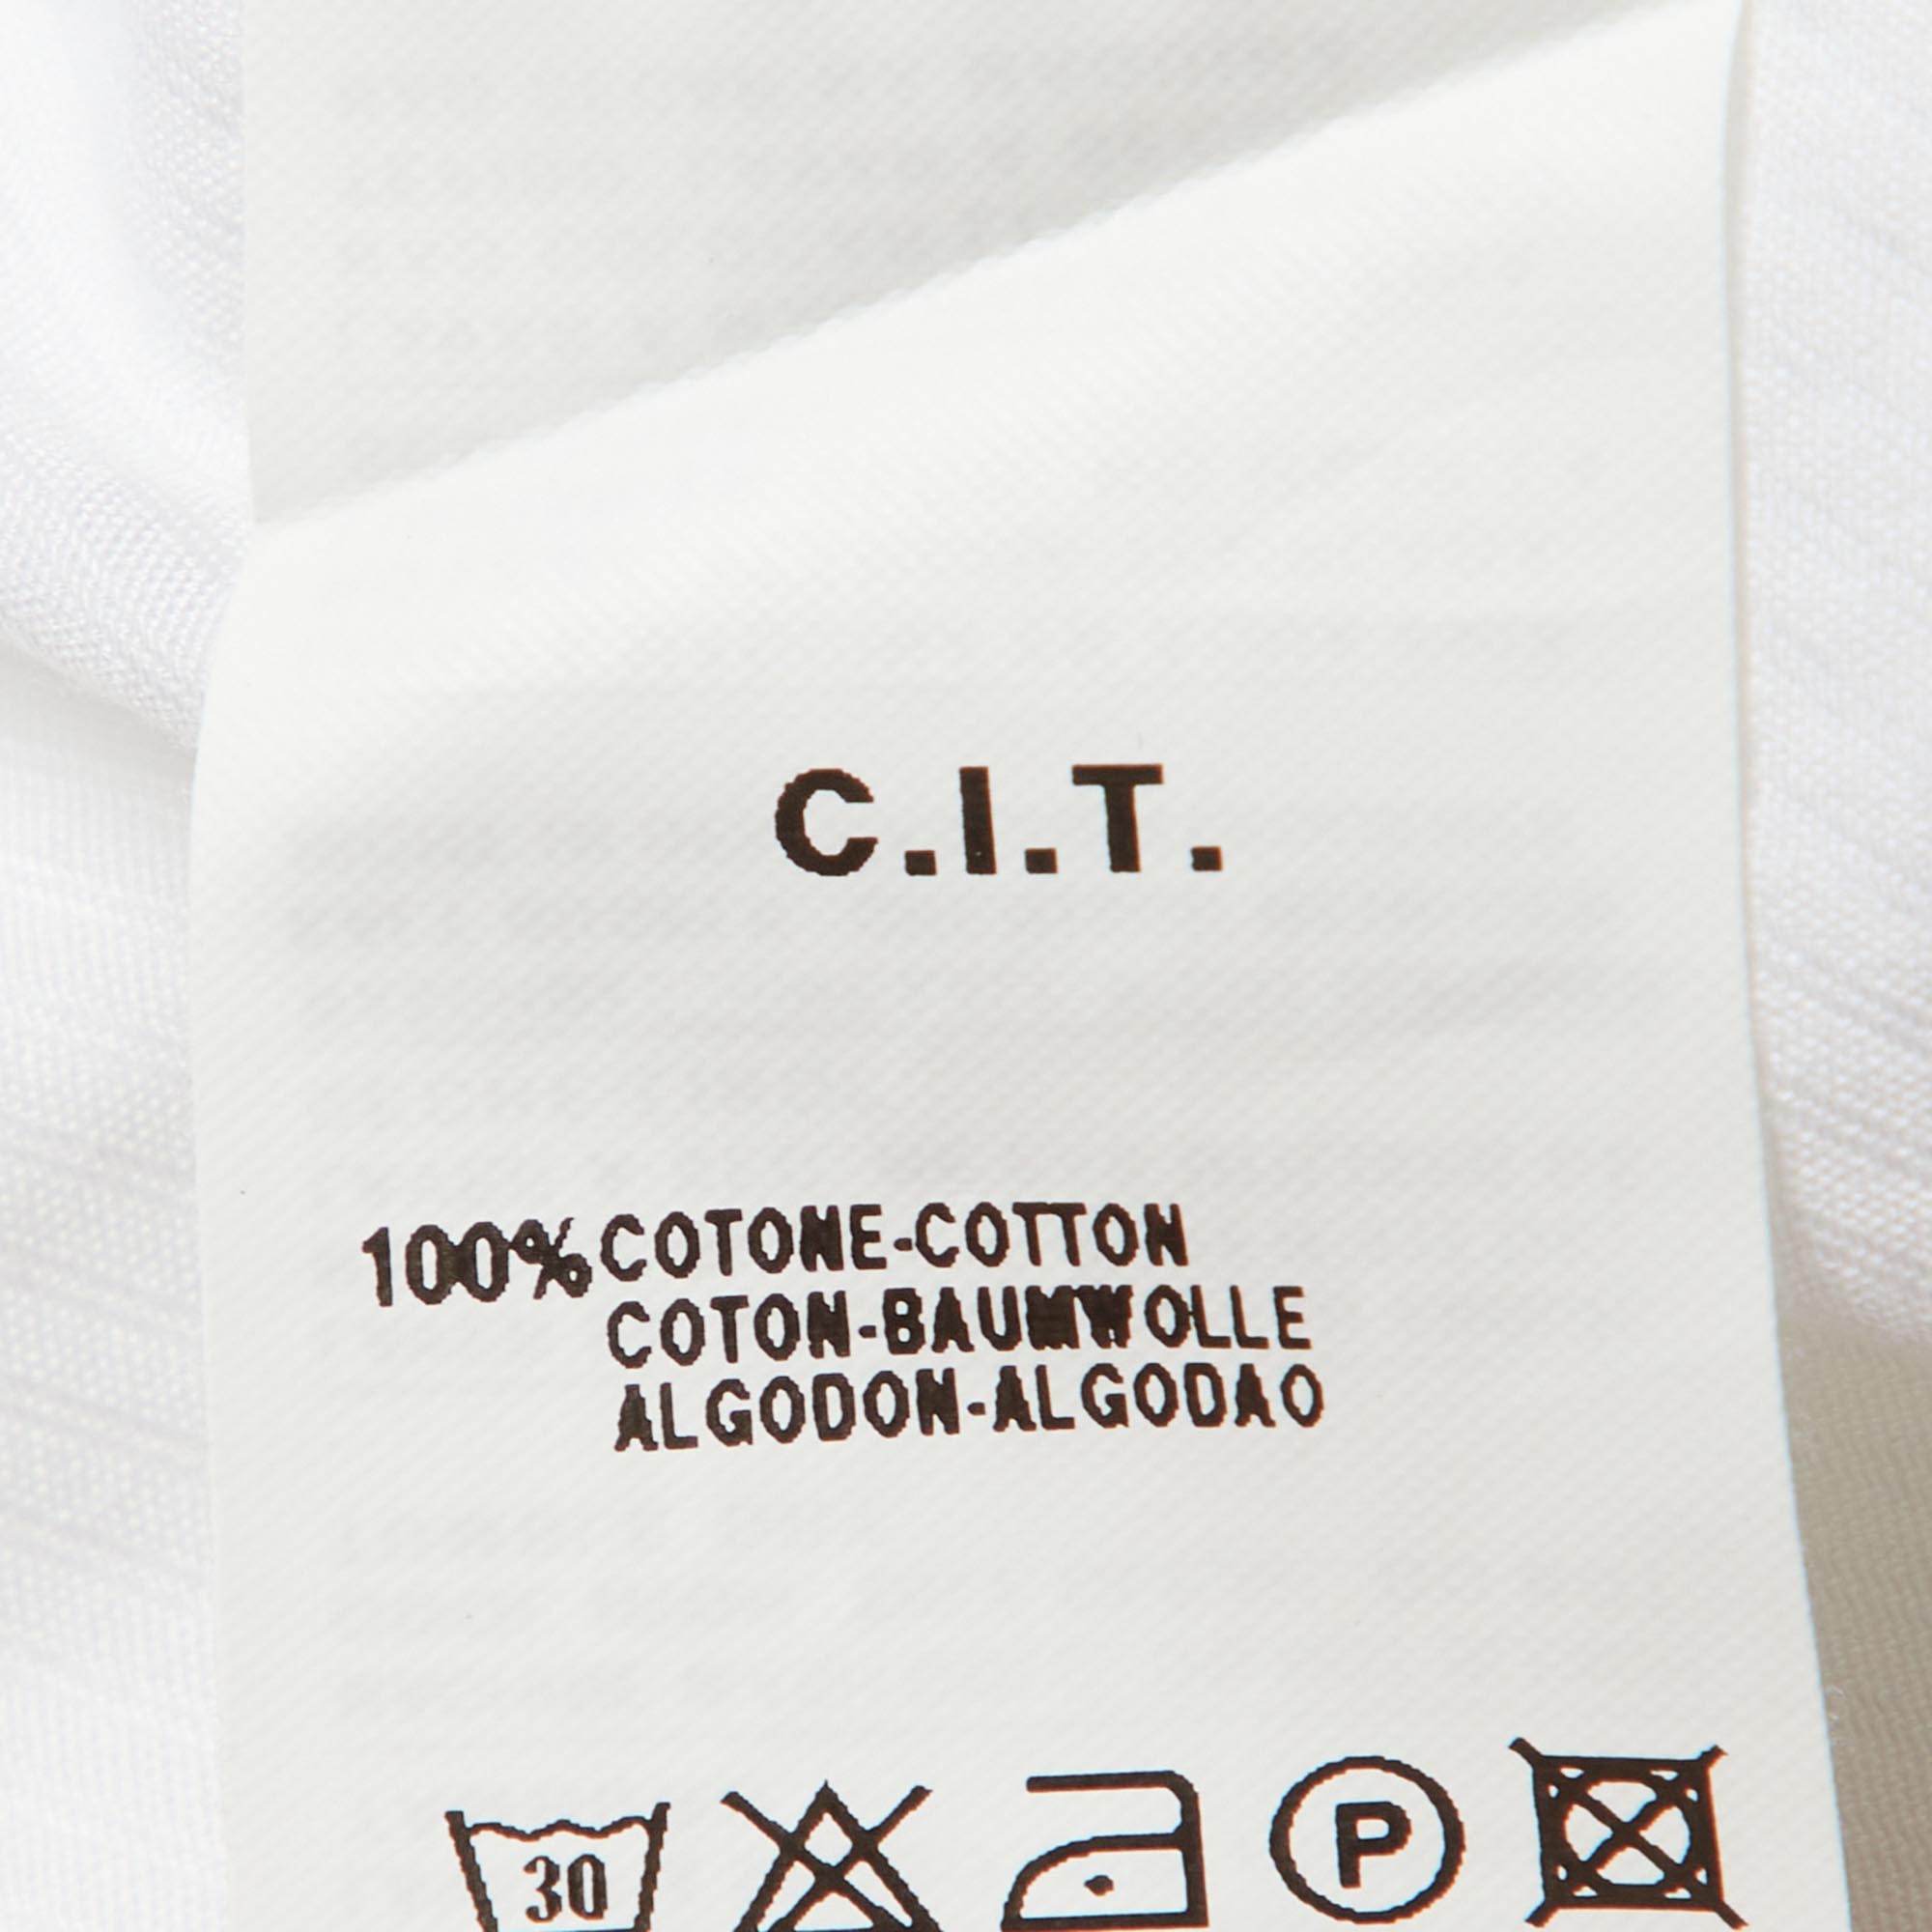 C.I.T.
100% COTONE-COTTON
COTON-BAUMWOLLE
ALGODON-ALGODAO
30 P